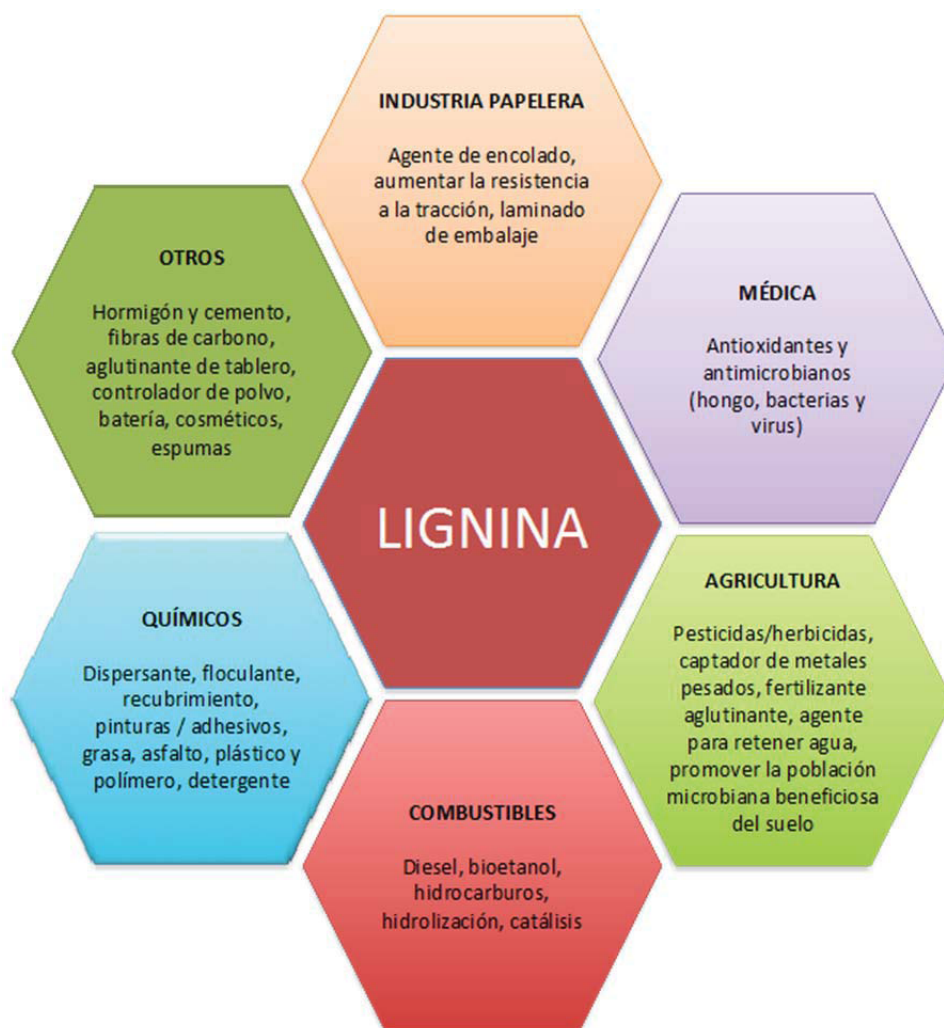 INDUSTRIA PAPELERA
Agente de encolado,
aumentar la resistencia
a la tracción, laminado
de embalaje
OTROS
Hormigón y cemento,
fibras de carbono,
aglutinante de tablero,
controlador de polvo,
batería, cosméticos,
espumas
MÉDICA
Antioxidantes y
antimicrobianos
(hongo, bacterias y
virus)
LIGNINA
QUÍMICOS
Dispersante, floculante,
recubrimiento,
pinturas / adhesivos,
grasa, asfalto, plástico y
polímero, detergente
AGRICULTURA
Pesticidas/herbicidas,
captador de metales
pesados, fertilizante
aglutinante, agente
para retener agua,
promover la población
microbiana beneficiosa
del suelo
COMBUSTIBLES
Diesel, bioetanol,
hidrocarburos,
hidrolización, catálisis